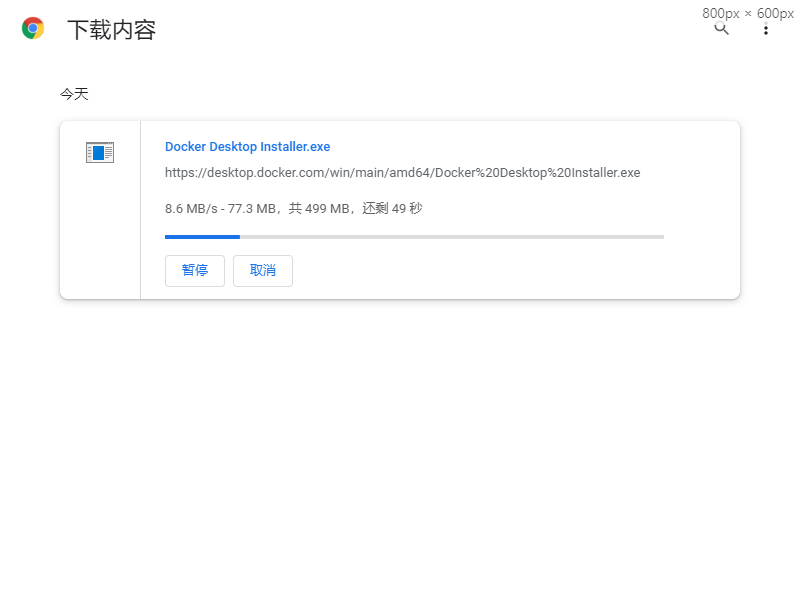 800px × 600px
下载内容
今天
Docker Desktop Installer.exe
https://desktop.docker.com/win/main/amd64/Docker%20Desktop%20Installer.exe
8.6 MB/s - 77.3 MB，共 499 MB，还剩 49 秒
暂停 取消